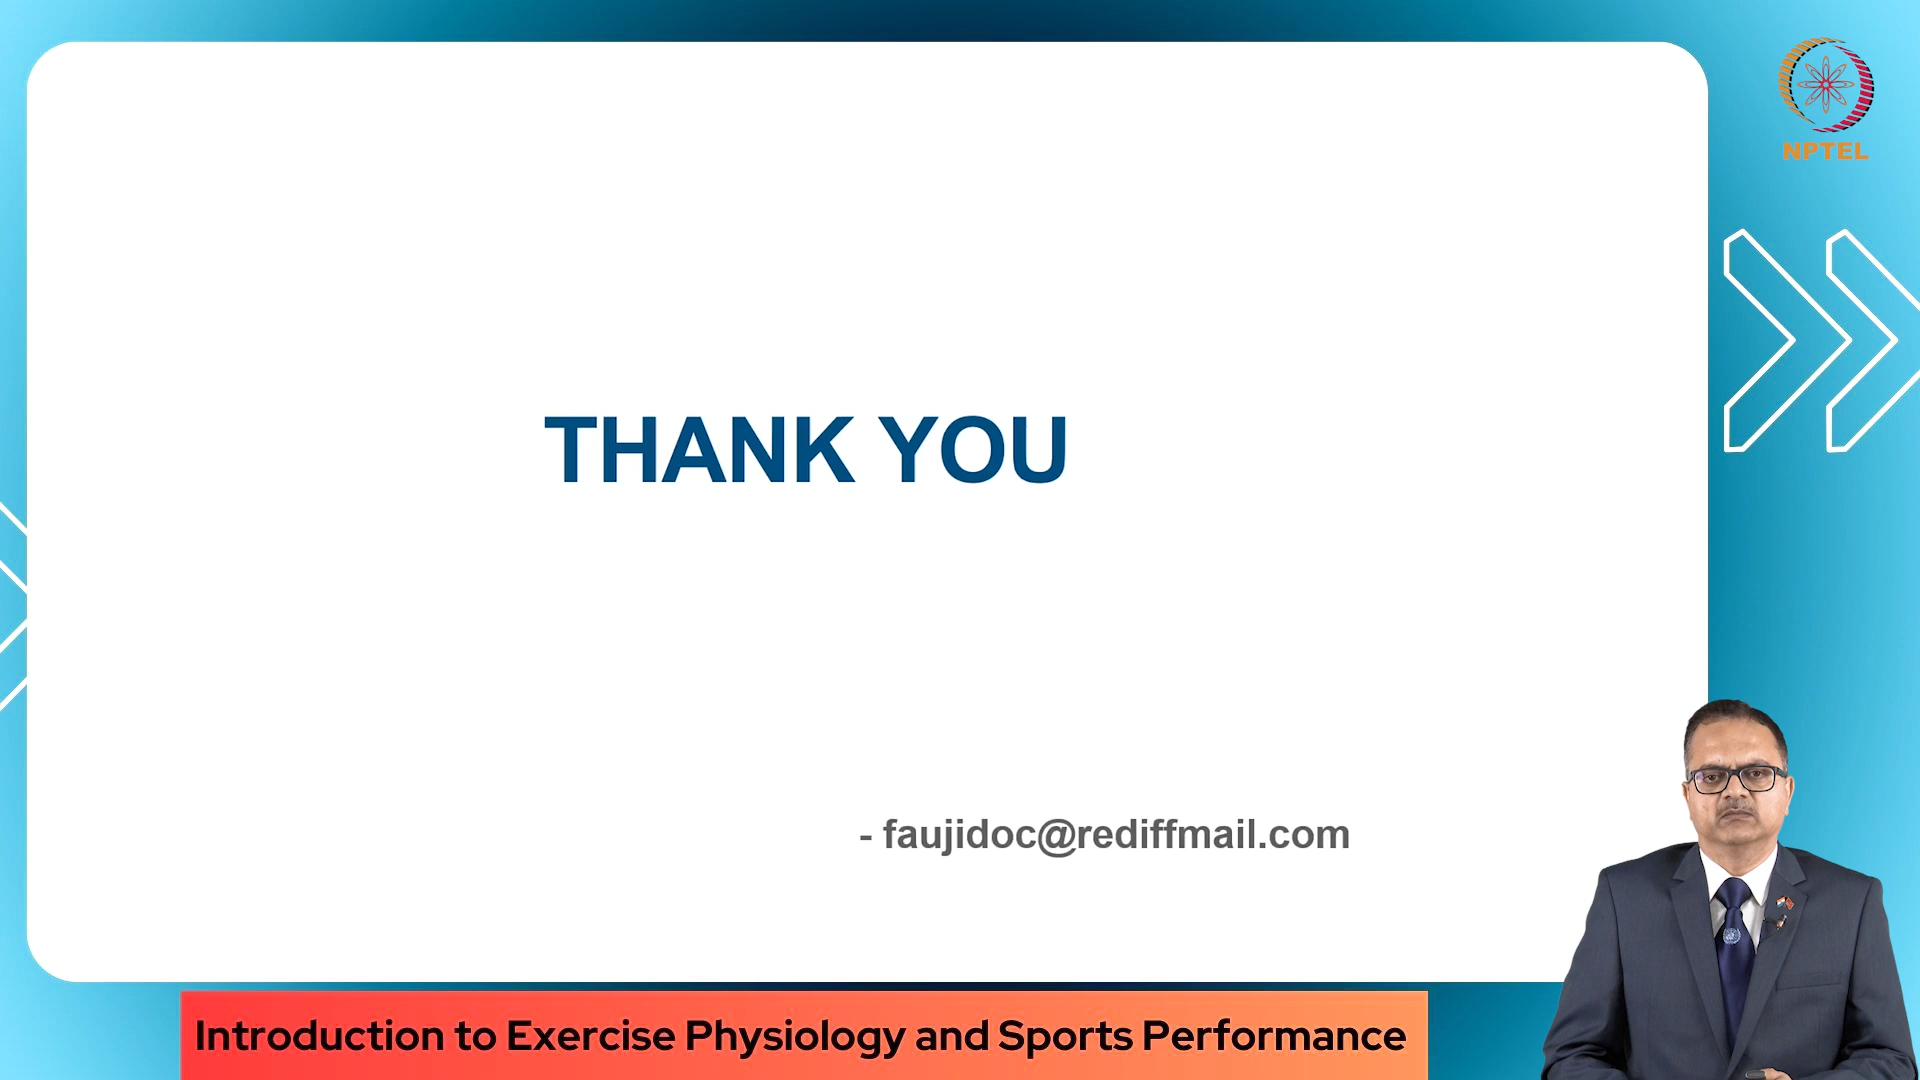 NPTEL
THANK YOU
- faujidoc@rediffmail.com
Introduction to Exercise Physiology and Sports Performance